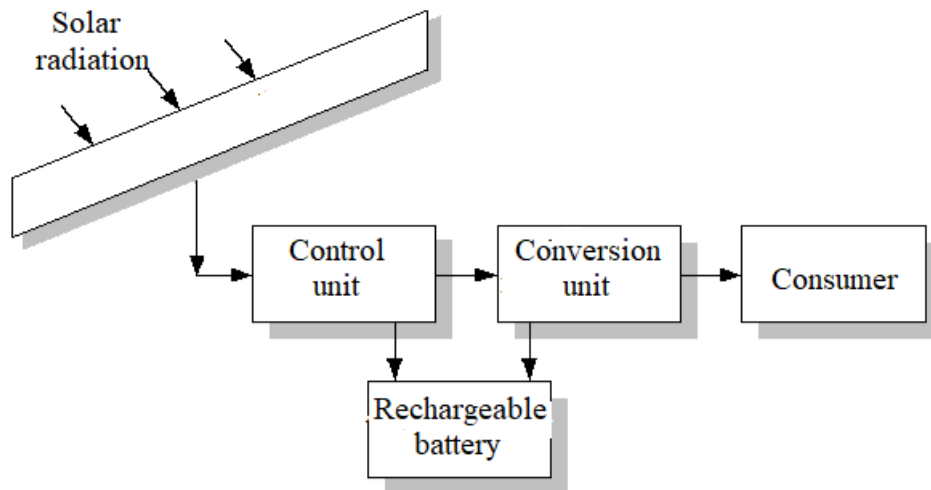 Solar
radiation
Control
unit
Conversion
unit
Consumer
Rechargeable
battery